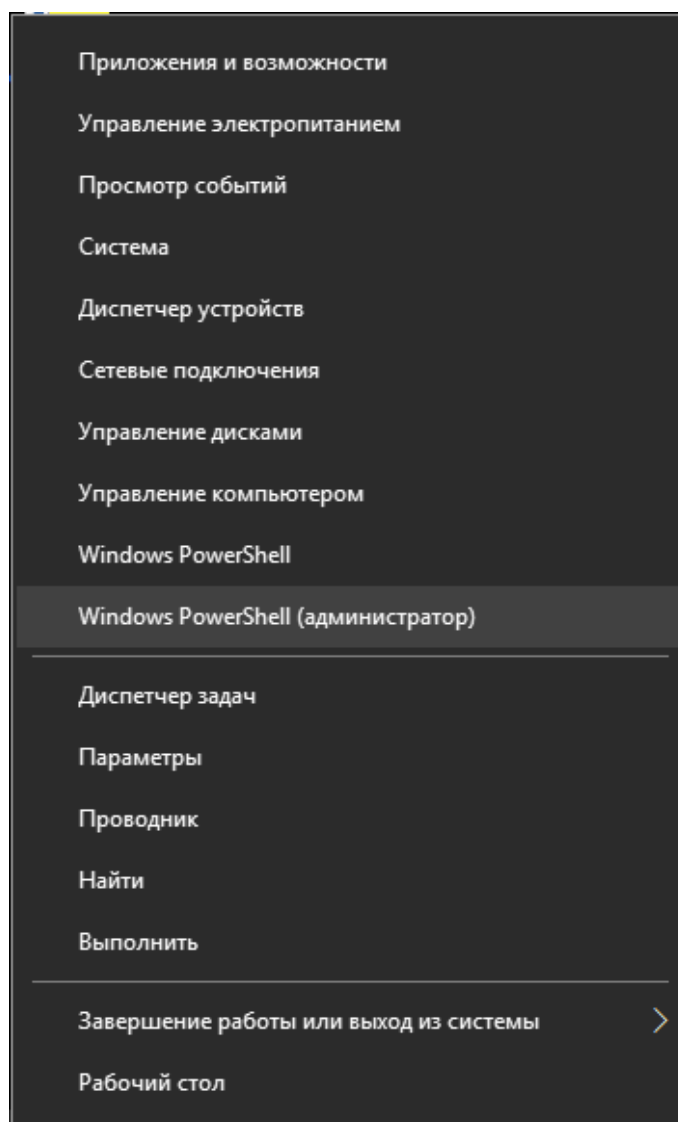 Приложения и возможности
Управление электропитанием
Просмотр событий
Система
Диспетчер устройств
Сетевые подключения
Управление дисками
Управление компьютером
Windows PowerShell
Windows PowerShell (администратор)
Диспетчер задач
Параметры
Проводник
Найти
Выполнить
Завершение работы или выход из системы
Рабочий стол